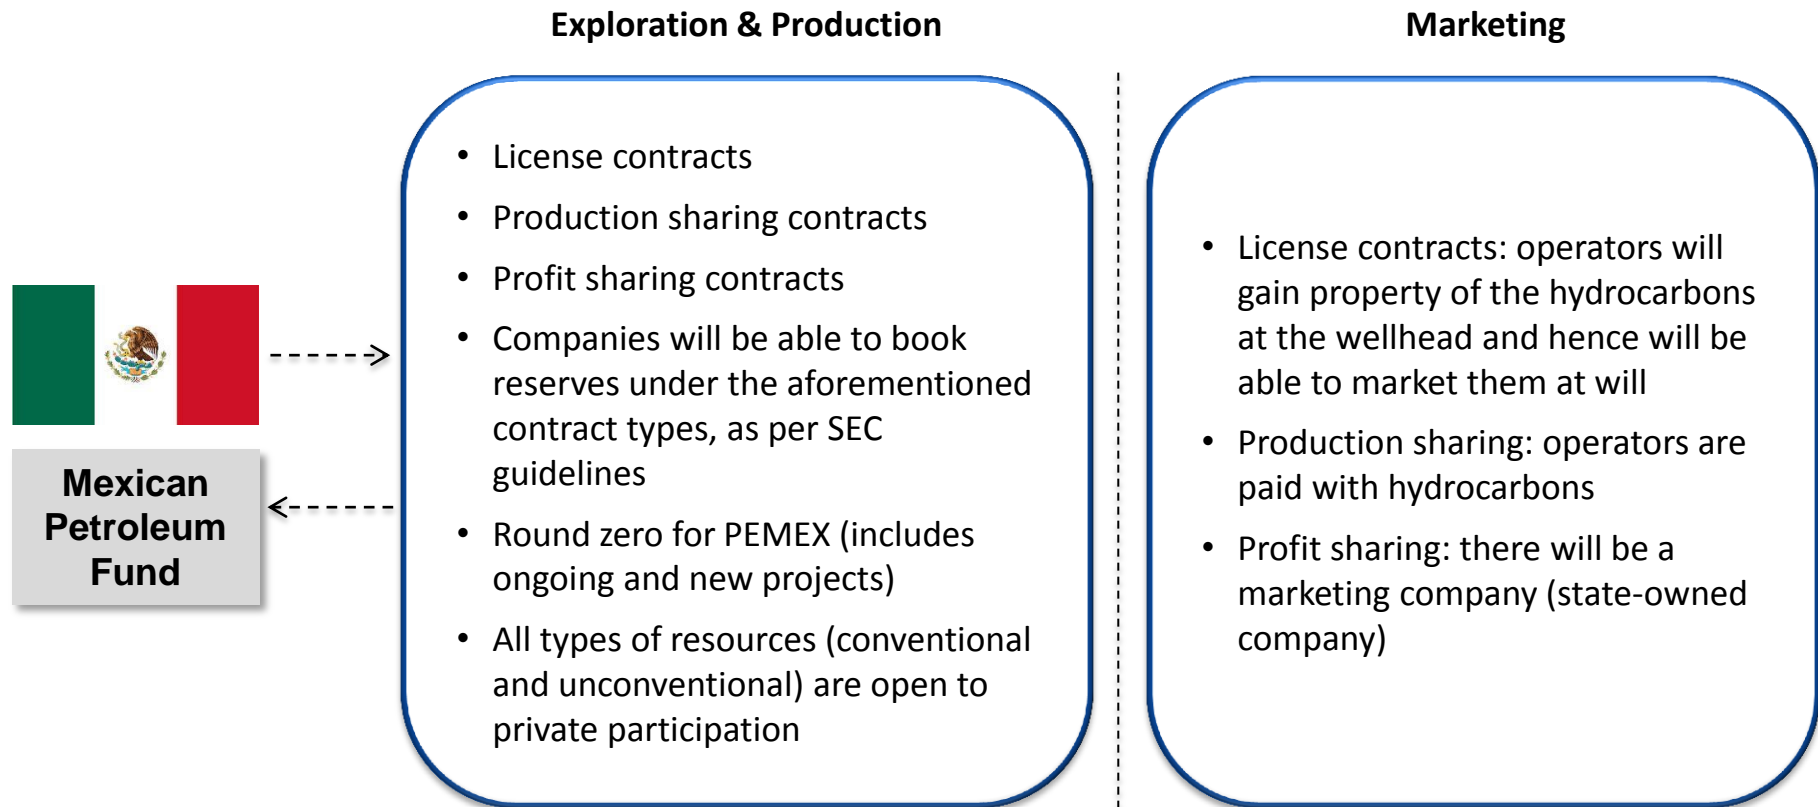 Exploration & Production
Marketing
Mexican
Petroleum
Fund
• License contracts
• Production sharing contracts
• Profit sharing contracts
• Companies will be able to book
reserves under the aforementioned
contract types, as per SEC
guidelines
• Round zero for PEMEX (includes
ongoing and new projects)
• All types of resources (conventional
and unconventional) are open to
private participation
• License contracts: operators will
gain property of the hydrocarbons
at the wellhead and hence will be
able to market them at will
• Production sharing: operators are
paid with hydrocarbons
• Profit sharing: there will be a
marketing company (state-owned
company)